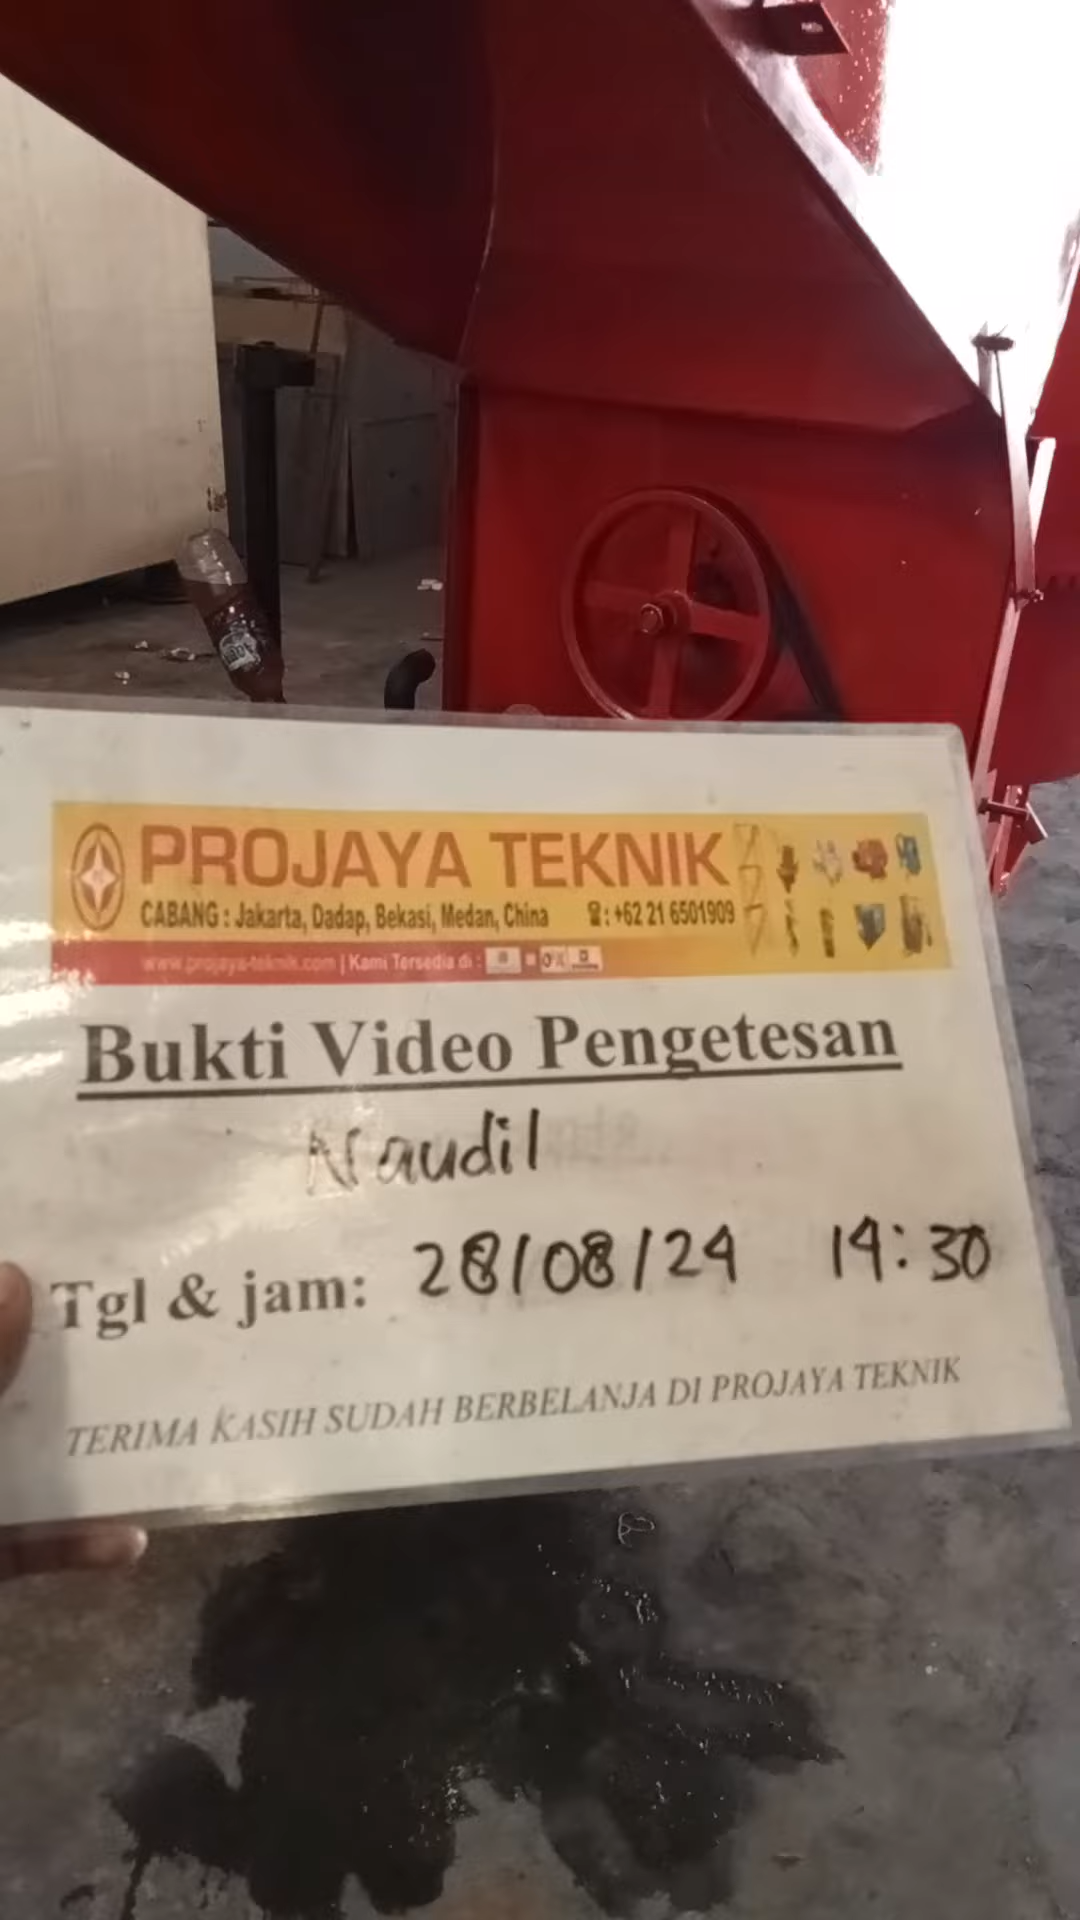 PROJAYA TEKNIK
CABANG : Jakarta, Dadap, Bekasi, Medan, China ☎: +62 21 6501909
www.projaya-teknik.com | Kami Tersedia di :
Bukti Video Pengetesan
Naudil
Tgl & jam: 28/08/24 14:30
TERIMA KASIH SUDAH BERBELANJA DI PROJAYA TEKNIK